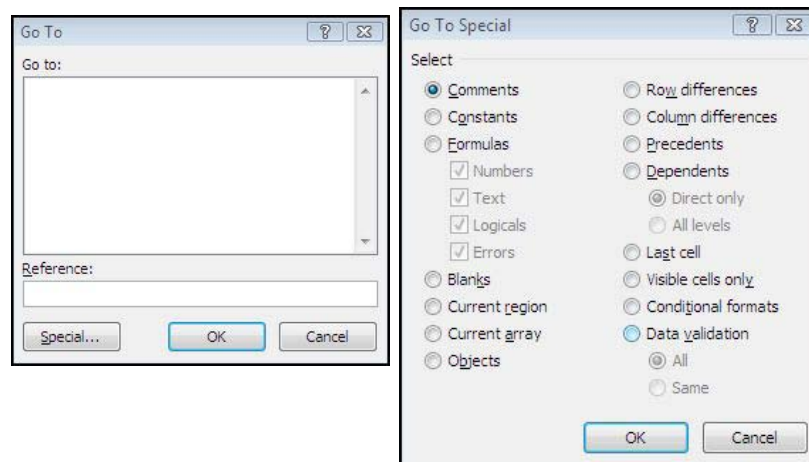 Go To
Go to:
Reference:
Special...
OK
Cancel
Go To Special
Select
Comments
Constants
Formulas
Numbers
Text
Logicals
Errors
Blanks
Current region
Current array
Objects
Row differences
Column differences
Precedents
Dependents
Direct only
All levels
Last cell
Visible cells only
Conditional formats
Data validation
All
Same
OK
Cancel